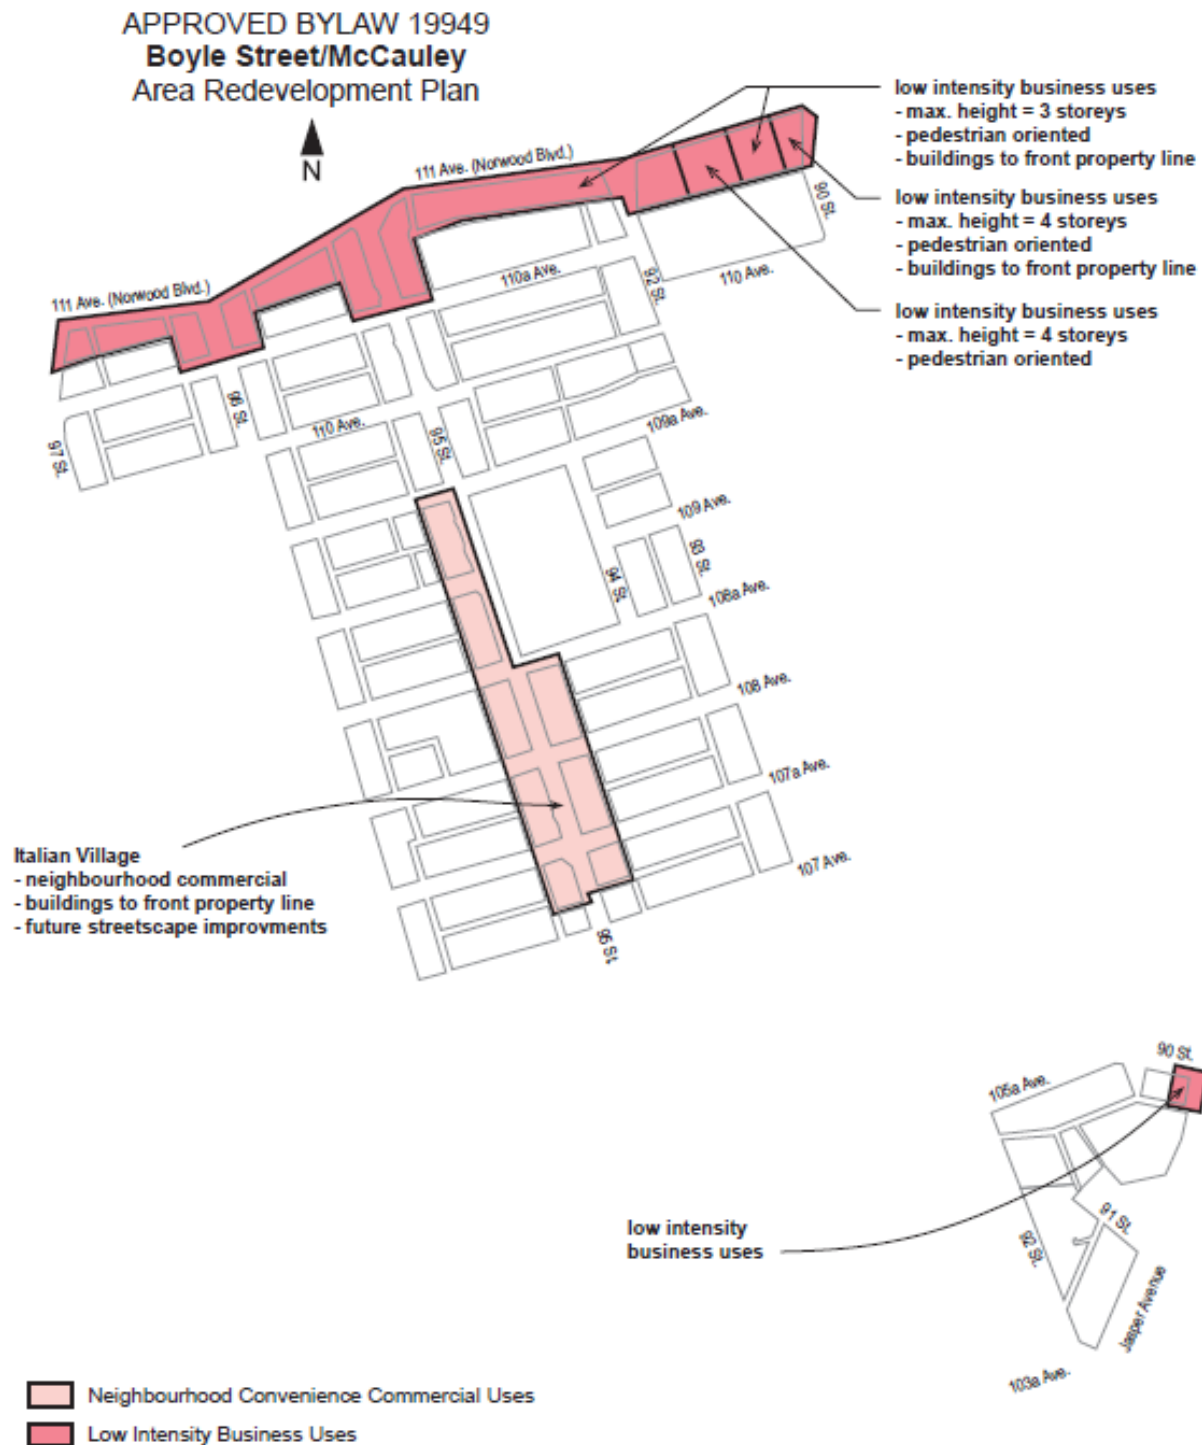 APPROVED BYLAW 19949
Boyle Street/McCauley
Area Redevelopment Plan
N
low intensity business uses
- max. height = 3 storeys
- pedestrian oriented
- buildings to front property line
low intensity business uses
- max. height = 4 storeys
- pedestrian oriented
- buildings to front property line
low intensity business uses
- max. height = 4 storeys
- pedestrian oriented
111 Ave. (Norwood Blvd.)
90 St.
111 Ave. (Norwood Blvd.)
110a Ave.
92 St.
110 Ave.
96 St.
97 St.
110 Ave.
95 St.
109a Ave.
109 Ave.
93 St.
94 St.
108a Ave.
108 Ave.
107a Ave.
107 Ave.
95 St.
Italian Village
- neighbourhood commercial
- buildings to front property line
- future streetscape improvments
90 St.
105a Ave.
91 St.
92 St.
Jasper Avenue
103a Ave.
low intensity
business uses
Neighbourhood Convenience Commercial Uses
Low Intensity Business Uses